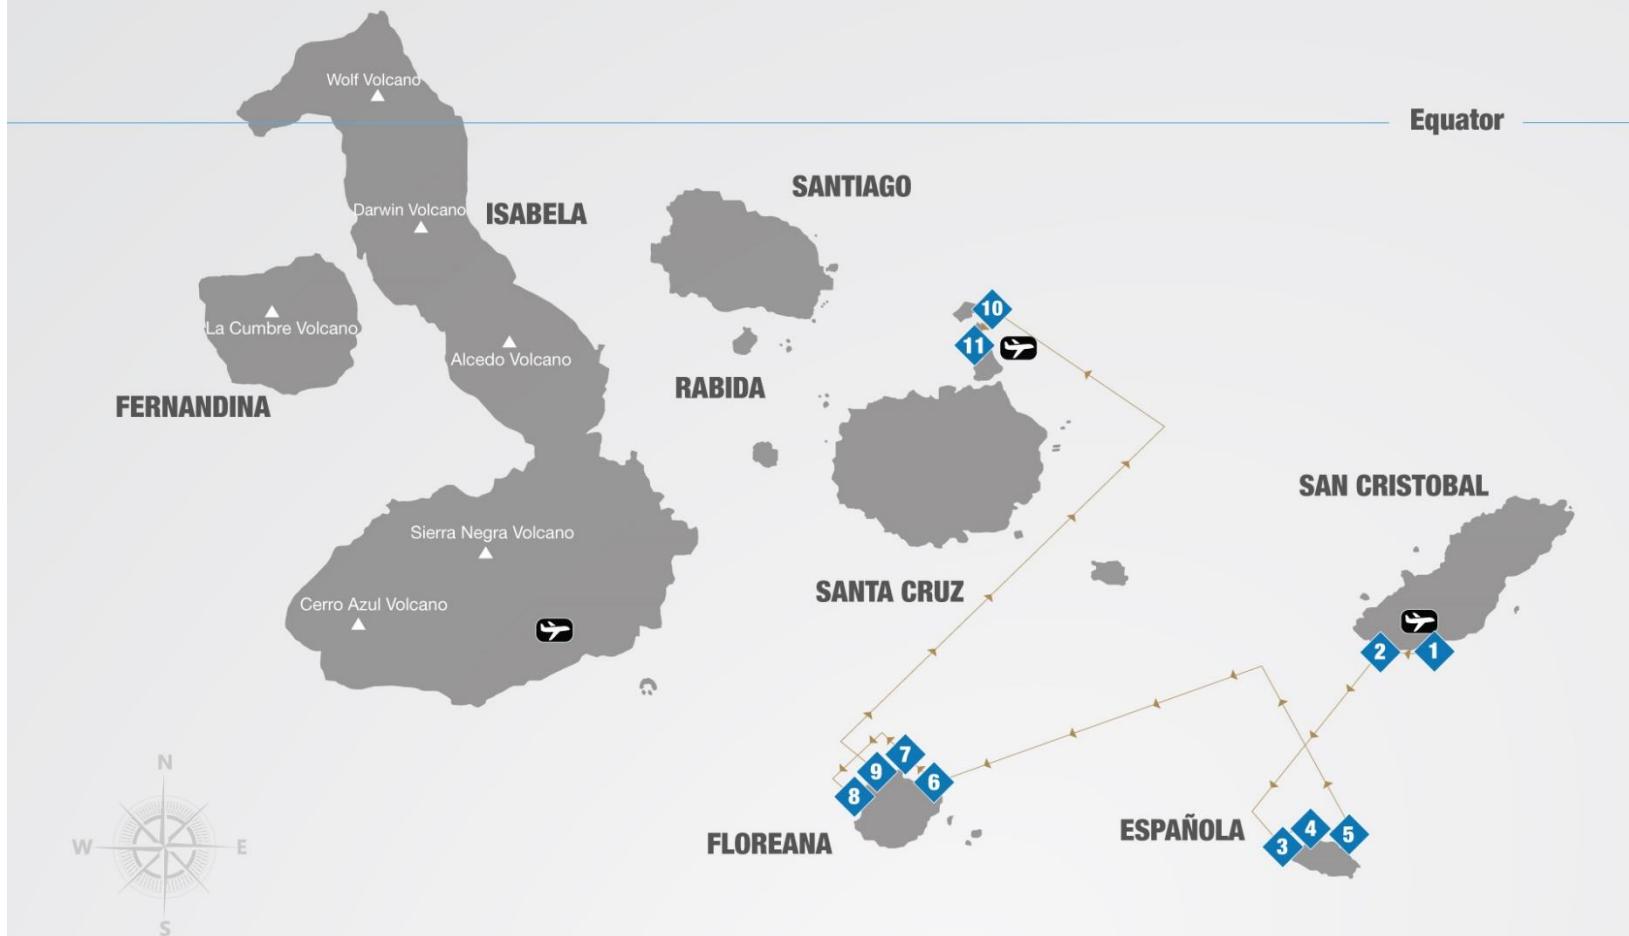 Wolf Volcano
Equator
SANTIAGO
Darwin Volcano
ISABELA
10
La Cumbre Volcano
11
Alcedo Volcano
RABIDA
FERNANDINA
SAN CRISTOBAL
Sierra Negra Volcano
SANTA CRUZ
Cerro Azul Volcano
2
1
7
N
9
6
8
ESPAÑOLA
4
5
FLOREANA
3
W
E
S